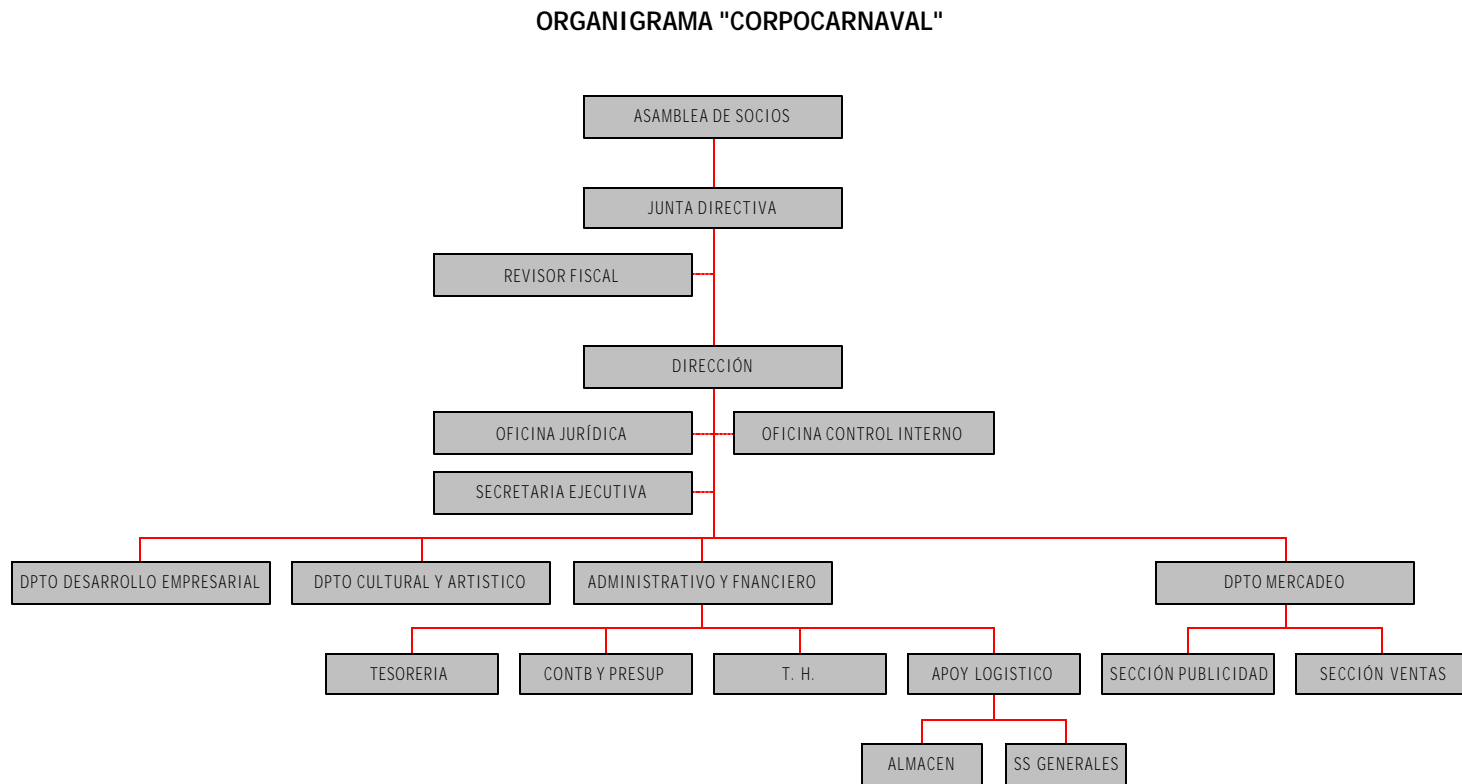 ORGANIGRAMA "CORPOCARNAVAL"
ASAMBLEA DE SOCIOS
JUNTA DIRECTIVA
REVISOR FISCAL
DIRECCIÓN
OFICINA JURÍDICA
OFICINA CONTROL INTERNO
SECRETARIA EJECUTIVA
DPTO DESARROLLO EMPRESARIAL
DPTO CULTURAL Y ARTISTICO
ADMINISTRATIVO Y FNANCIERO
DPTO MERCADEO
TESORERIA
CONTB Y PRESUP
T. H.
APOY LOGISTICO
SECCIÓN PUBLICIDAD
SECCIÓN VENTAS
ALMACEN
SS GENERALES